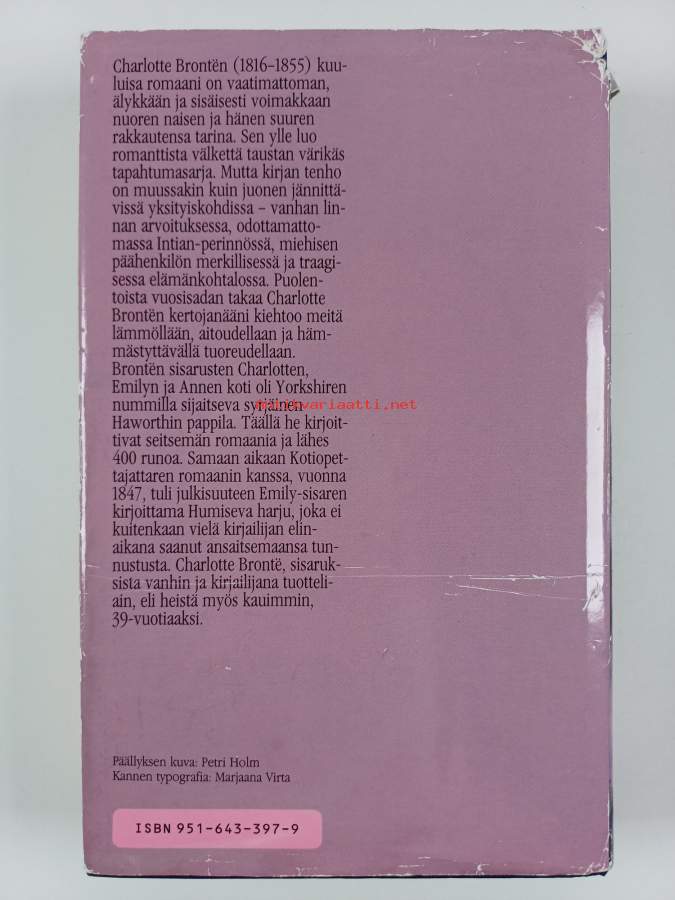 Charlotte Brontën (1816–1855) kuu-
luisa romaani on vaatimattoman,
älykkään ja sisäisesti voimakkaan
nuoren naisen ja hänen suuren
rakkautensa tarina. Sen ylle luo
romanttista välkettä taustan värikäs
tapahtumasarja. Mutta kirjan tenho
on muussakin kuin juonen jännittä-
vissä yksityiskohdissa – vanhan lin-
nan arvoituksessa, odottamatto-
massa Intian-perinnössä, miehisen
päähenkilön merkillisessä ja traagi-
sessa elämänkohtalossa. Puolen-
toista vuosisadan takaa Charlotte
Brontën kertojanääni kiehtoo meitä
lämmöllään, aitoudellaan ja häm-
mästyttävällä tuoreudellaan.
Brontën sisarusten Charlotten,
Emilyn ja Annen koti oli Yorkshiren
nummilla sijaitseva syrjäinen
antikvariaatti.net
Haworthin pappila. Täällä he kirjoit-
tivat seitsemän romaania ja lähes
400 runoa. Samaan aikaan Kotiopet-
tajattaren romaanin kanssa, vuonna
1847, tuli julkisuuteen Emily-sisaren
kirjoittama Humiseva harju, joka ei
kuitenkaan vielä kirjailijan elin-
aikana saanut ansaitsemaansa tun-
nustusta. Charlotte Brontë, sisaruk-
sista vanhin ja kirjailijana tuotteli-
ain, eli heistä myös kauimmin,
39-vuotiaaksi.
Päällyksen kuva: Petri Holm
Kannen typografia: Marjaana Virta
ISBN 951-643-397-9